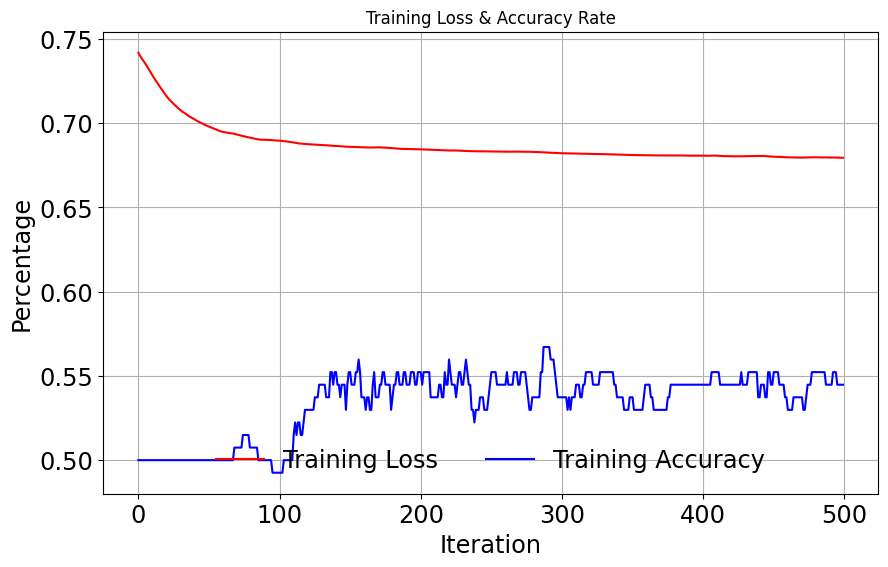 Training Loss & Accuracy Rate
0.75
0.70
0.65
0.60
0.55
0.50
Percentage
Training Loss
Training Accuracy
0 100 200 300 400 500
Iteration